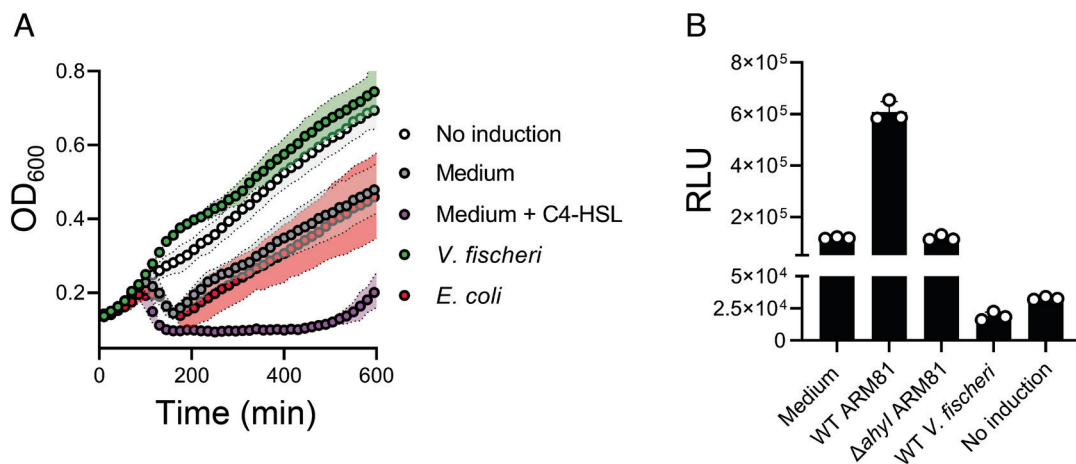 A
OD₆₀₀
0.8
0.6
0.4
0.2
0
200
400
600
Time (min)
No induction
Medium
Medium + C4-HSL
V. fischeri
E. coli
B
RLU
8×10⁵
6×10⁵
4×10⁵
2×10⁵
5×10⁴
2.5×10⁴
0
Medium
WT ARM81
ΔahyI ARM81
WT V. fischeri
No induction